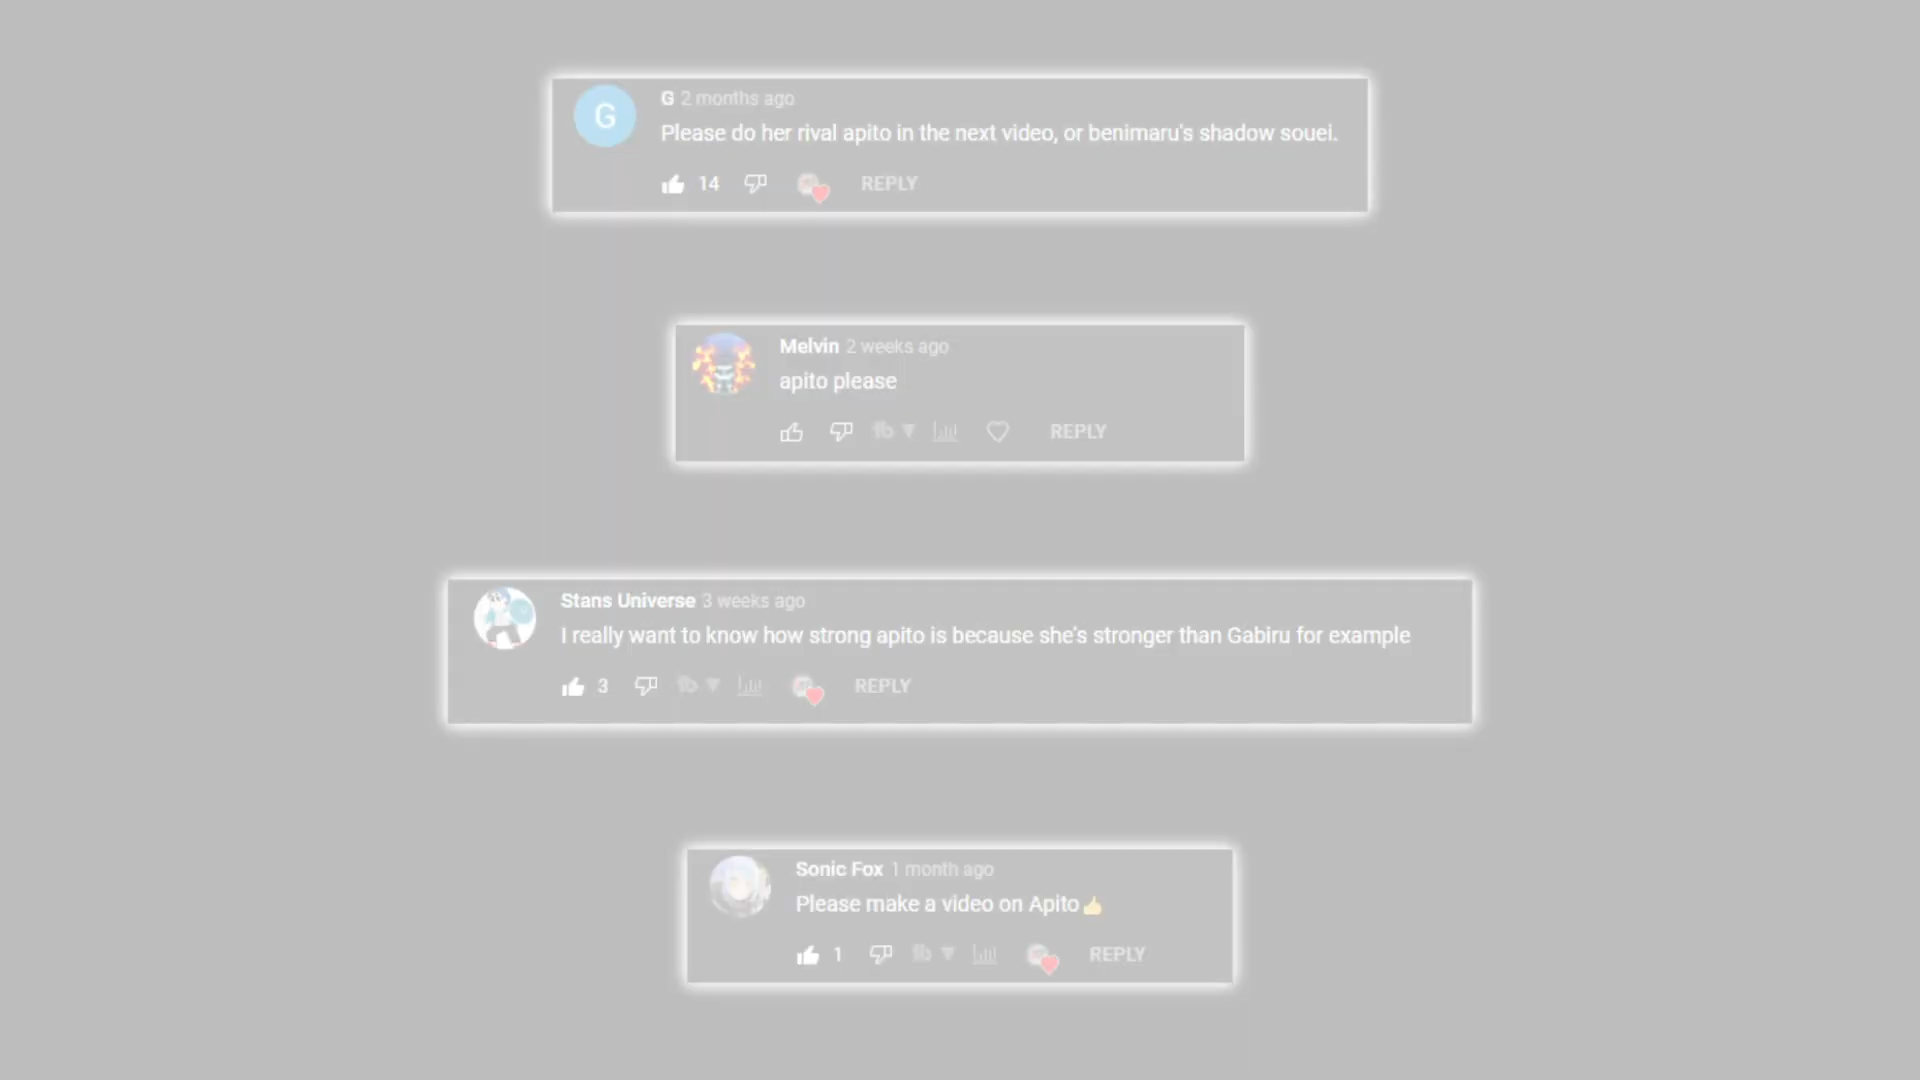 G
G 2 months ago
Please do her rival apito in the next video, or benimaru's shadow souei.
14 REPLY
Melvin 2 weeks ago
apito please
REPLY
Stans Universe 3 weeks ago
I really want to know how strong apito is because she's stronger than Gabiru for example
3 REPLY
Sonic Fox 1 month ago
Please make a video on Apito👍
1 REPLY